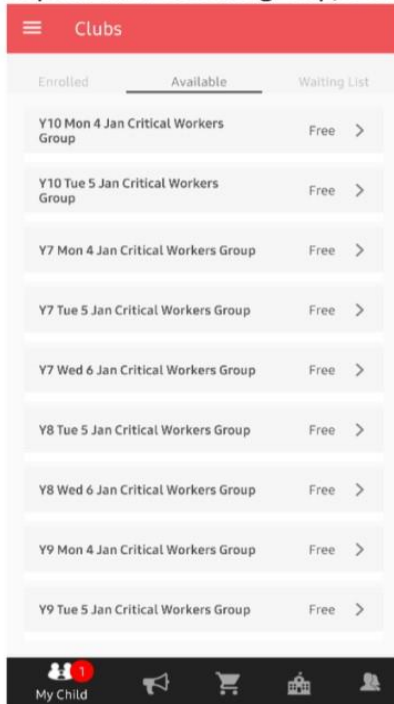 Clubs
Enrolled Available Waiting List
Y10 Mon 4 Jan Critical Workers
Group
Free
Y10 Tue 5 Jan Critical Workers
Group
Free
Y7 Mon 4 Jan Critical Workers Group Free
Y7 Tue 5 Jan Critical Workers Group Free
Y7 Wed 6 Jan Critical Workers Group Free
Y8 Tue 5 Jan Critical Workers Group Free
Y8 Wed 6 Jan Critical Workers Group Free
Y9 Mon 4 Jan Critical Workers Group Free
Y9 Tue 5 Jan Critical Workers Group Free
1
My Child